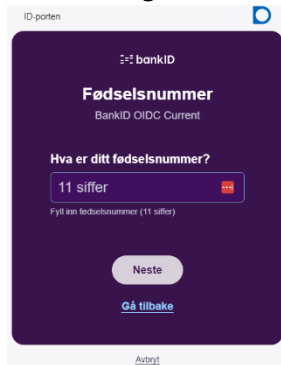 ID-porten
bankID
Fødselsnummer
BankID OIDC Current
Hva er ditt fødselsnummer?
11 siffer
Fyll inn fødselsnummer (11 siffer)
Neste
Gå tilbake
Avbryt